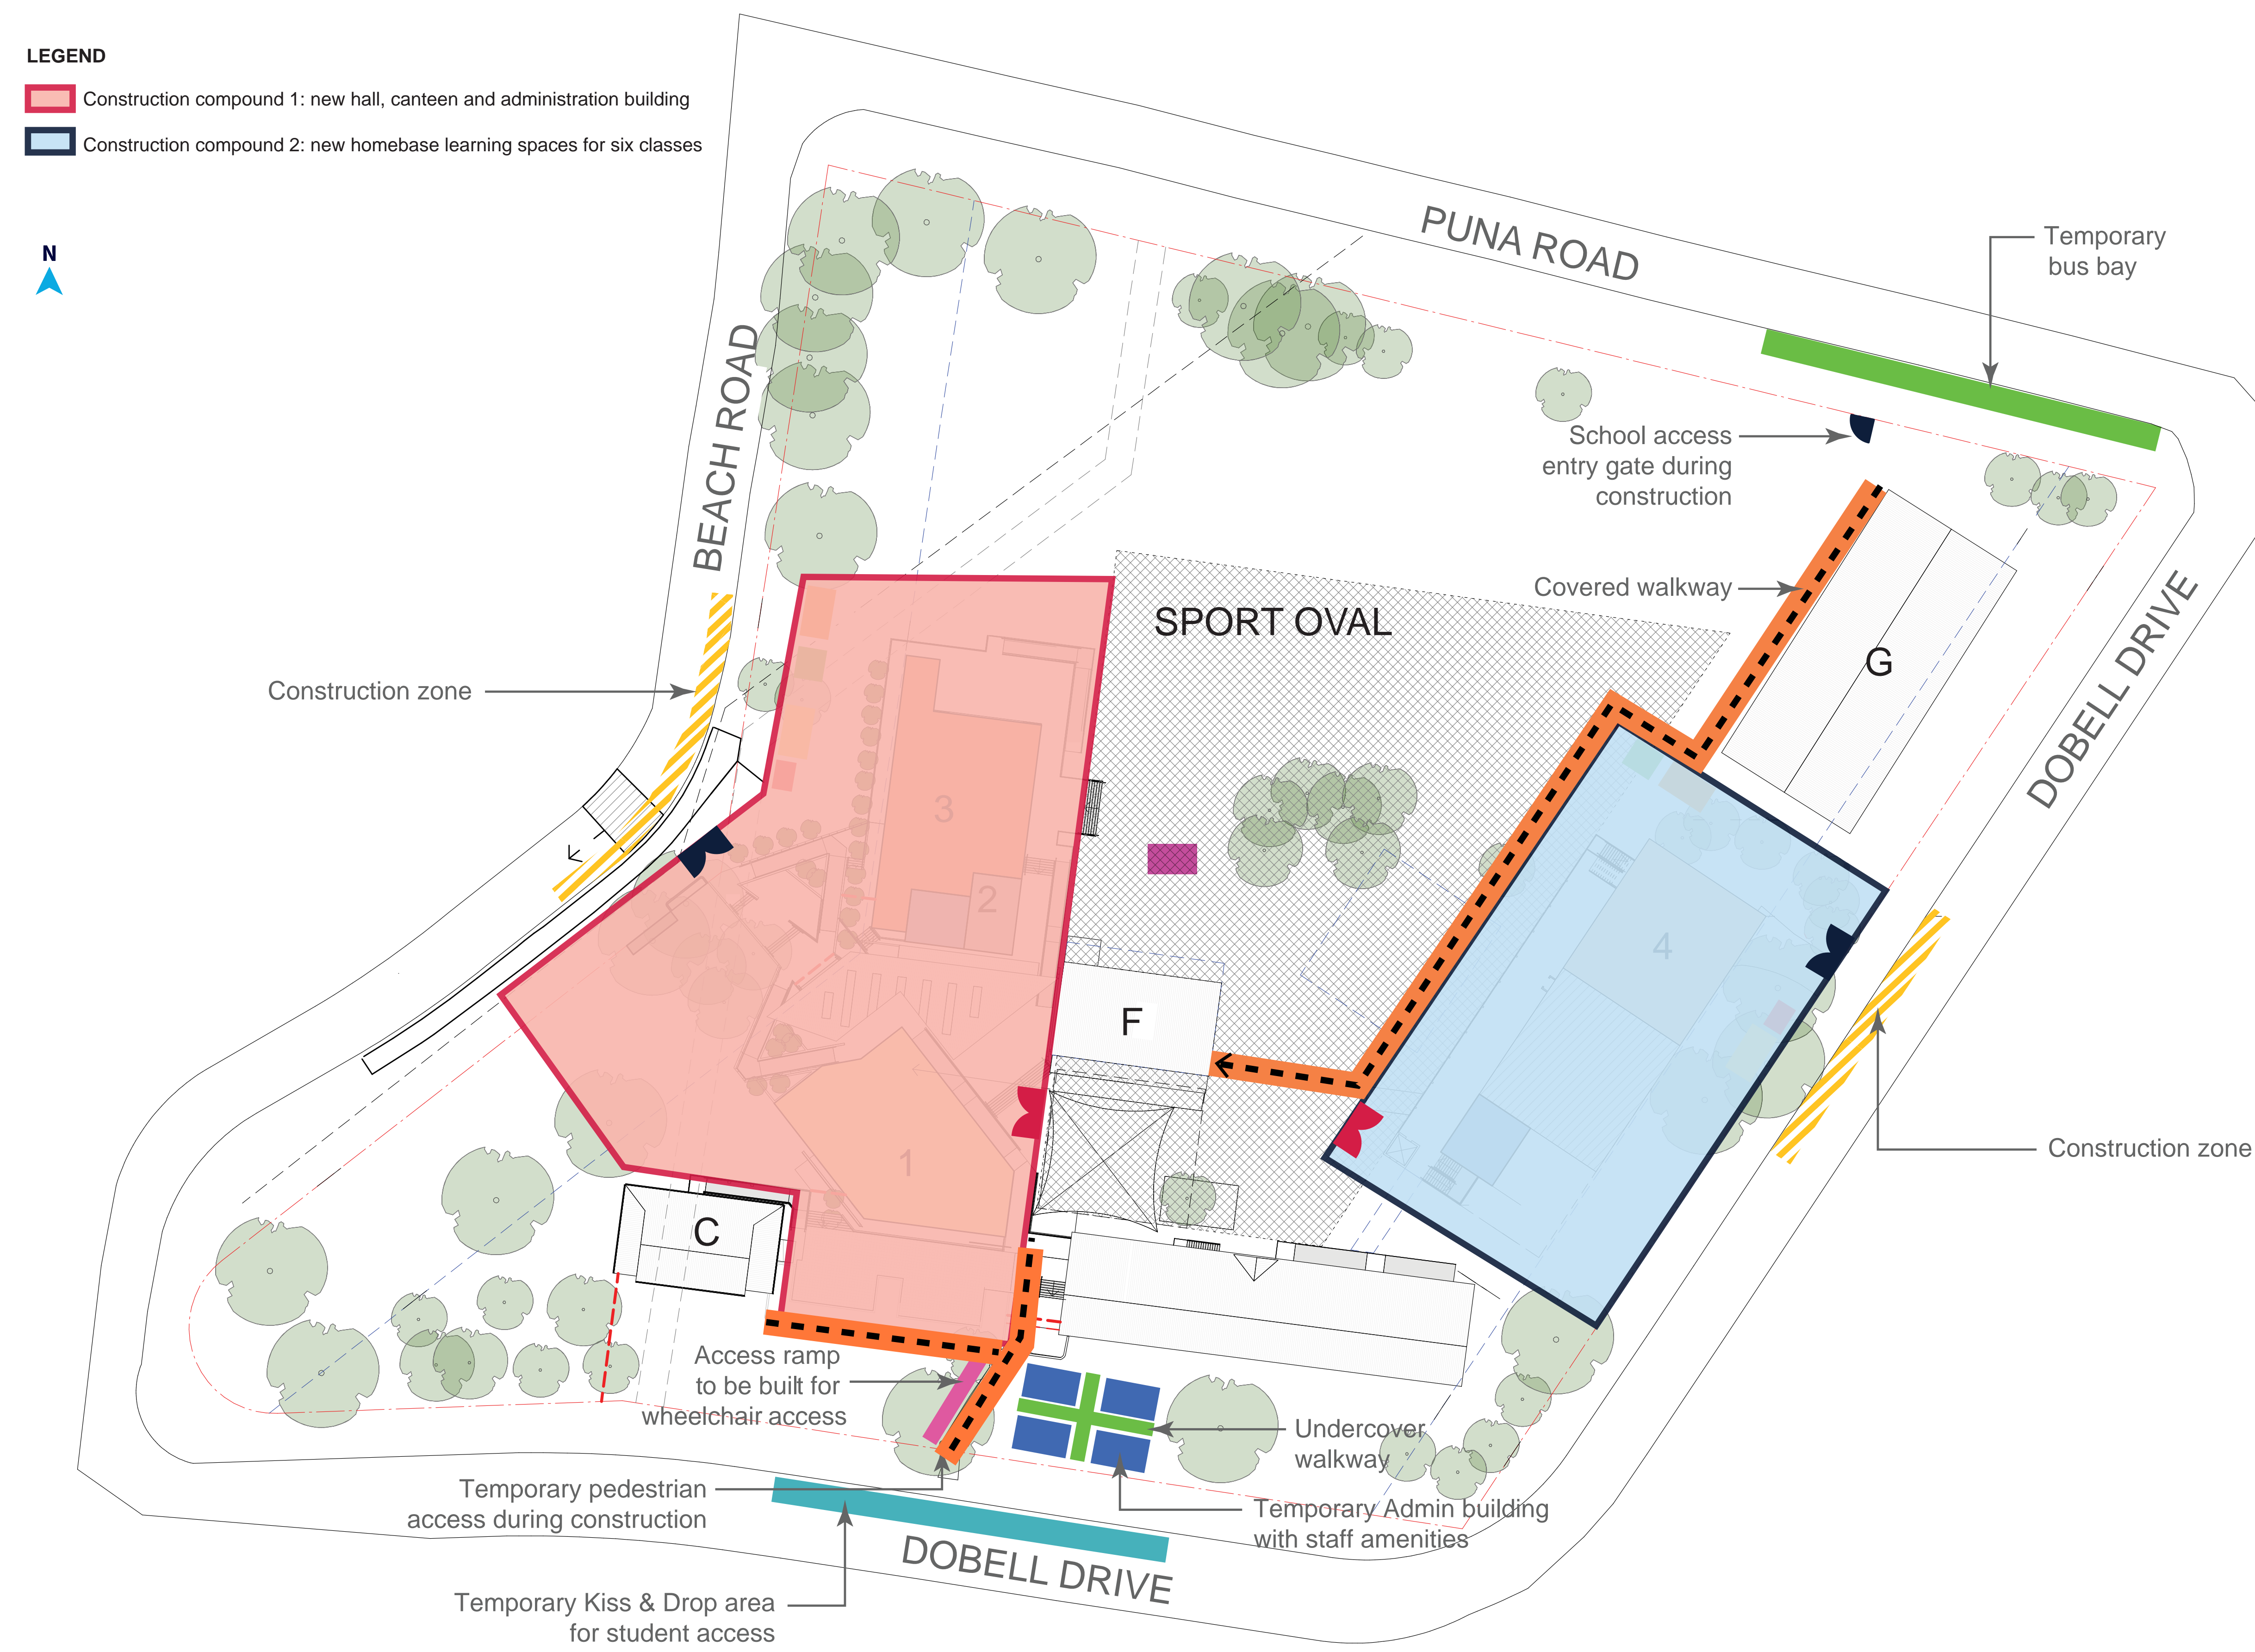 LEGEND
Construction compound 1: new hall, canteen and administration building
Construction compound 2: new homebase learning spaces for six classes
N
PUNA ROAD
Temporary
bus bay
BEACH ROAD
School access
entry gate during
construction
Covered walkway
SPORT OVAL
G
DOBELL DRIVE
Construction zone
3
2
4
F
1
C
Construction zone
Access ramp
to be built for
wheelchair access
Undercover
walkway
Temporary pedestrian
access during construction
Temporary Admin building
with staff amenities
DOBELL DRIVE
Temporary Kiss & Drop area
for student access